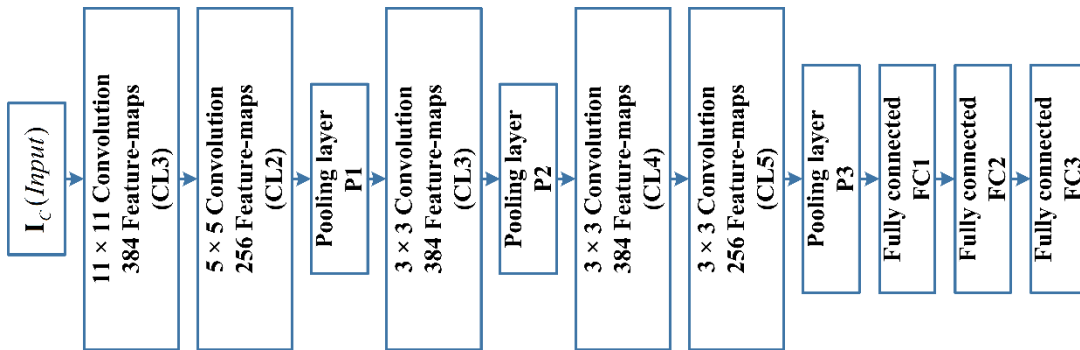 I_C(Input)
11 × 11 Convolution
384 Feature-maps
(CL3)
5 × 5 Convolution
256 Feature-maps
(CL2)
Pooling layer
P1
3 × 3 Convolution
384 Feature-maps
(CL3)
Pooling layer
P2
3 × 3 Convolution
384 Feature-maps
(CL4)
3 × 3 Convolution
256 Feature-maps
(CL5)
Pooling layer
P3
Fully connected
FC1
Fully connected
FC2
Fully connected
FC3